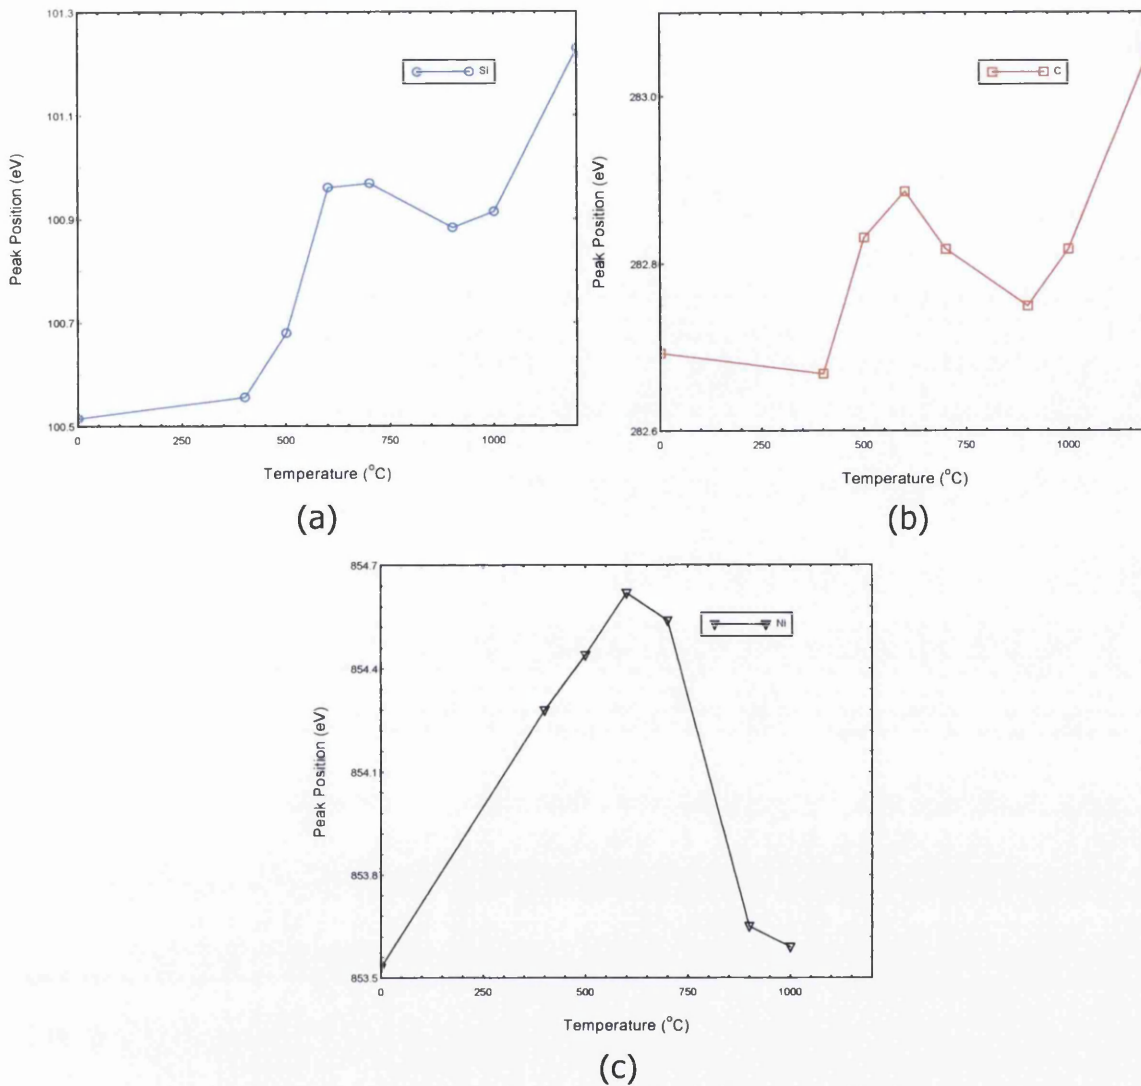 101.3
101.1
100.9
100.7
100.5
Peak Position (eV)
Si
0 250 500 750 1000
Temperature (°C)
(a)
283.0
282.8
282.6
Peak Position (eV)
C
0 250 500 750 1000
Temperature (°C)
(b)
854.7
854.4
854.1
853.8
853.5
Peak Position (eV)
Ni
0 250 500 750 1000
Temperature (°C)
(c)